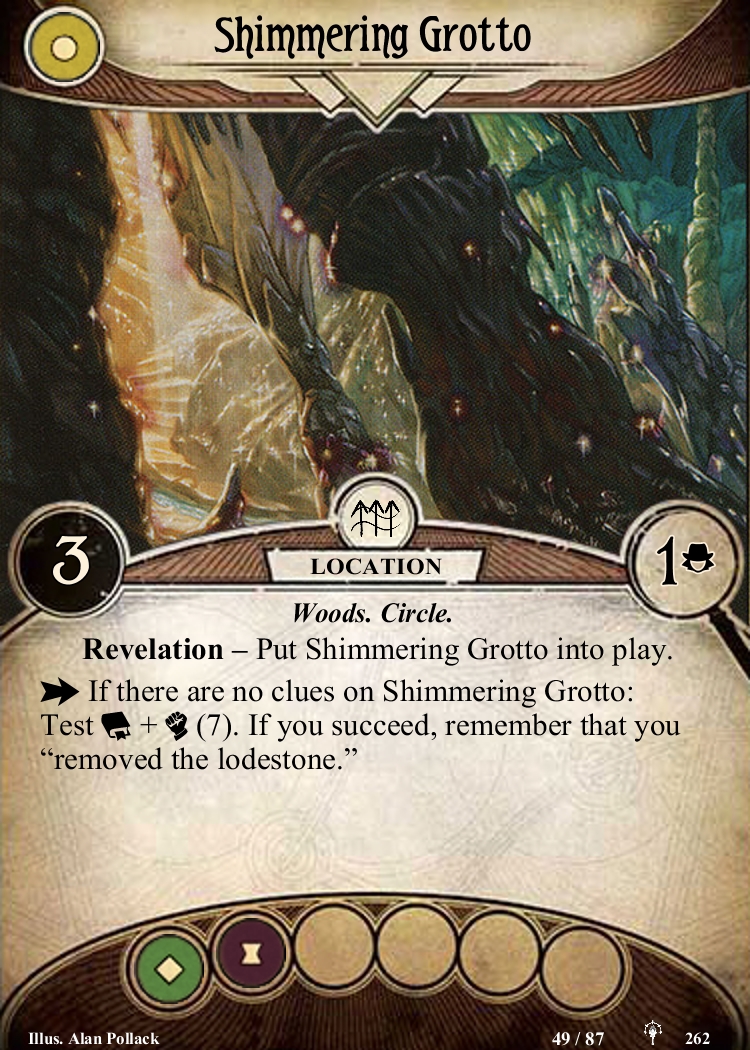 Shimmering Grotto
3
LOCATION
1
Woods. Circle.
Revelation – Put Shimmering Grotto into play.
If there are no clues on Shimmering Grotto:
Test + (7). If you succeed, remember that you
“removed the lodestone.”
Illus. Alan Pollack
49 / 87
262